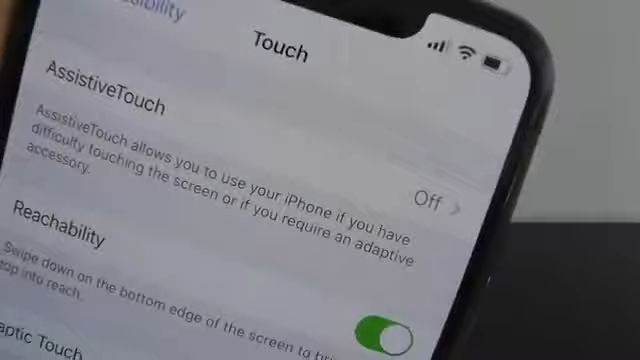 Touch
AssistiveTouch
Off
AssistiveTouch allows you to use your iPhone if you have
difficulty touching the screen or if you require an adaptive
accessory.
Reachability
Swipe down on the bottom edge of the screen to
into reach.
Touch